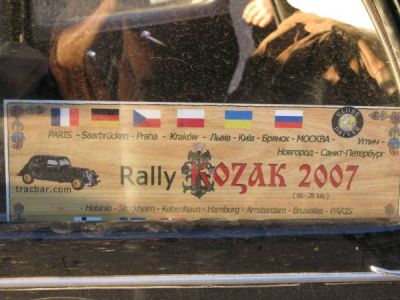 PARIS - Saarbrücken - Praha - Kraków - Львів - Київ - Брянск - МОСКВА - Углич -
Новгород - Санкт-Петербург
tracbar.com
Rally KOZAK 2007
( 06 - 28 July )
Helsinki - Stockholm - København - Hamburg - Amsterdam - Bruxelles - PARIS